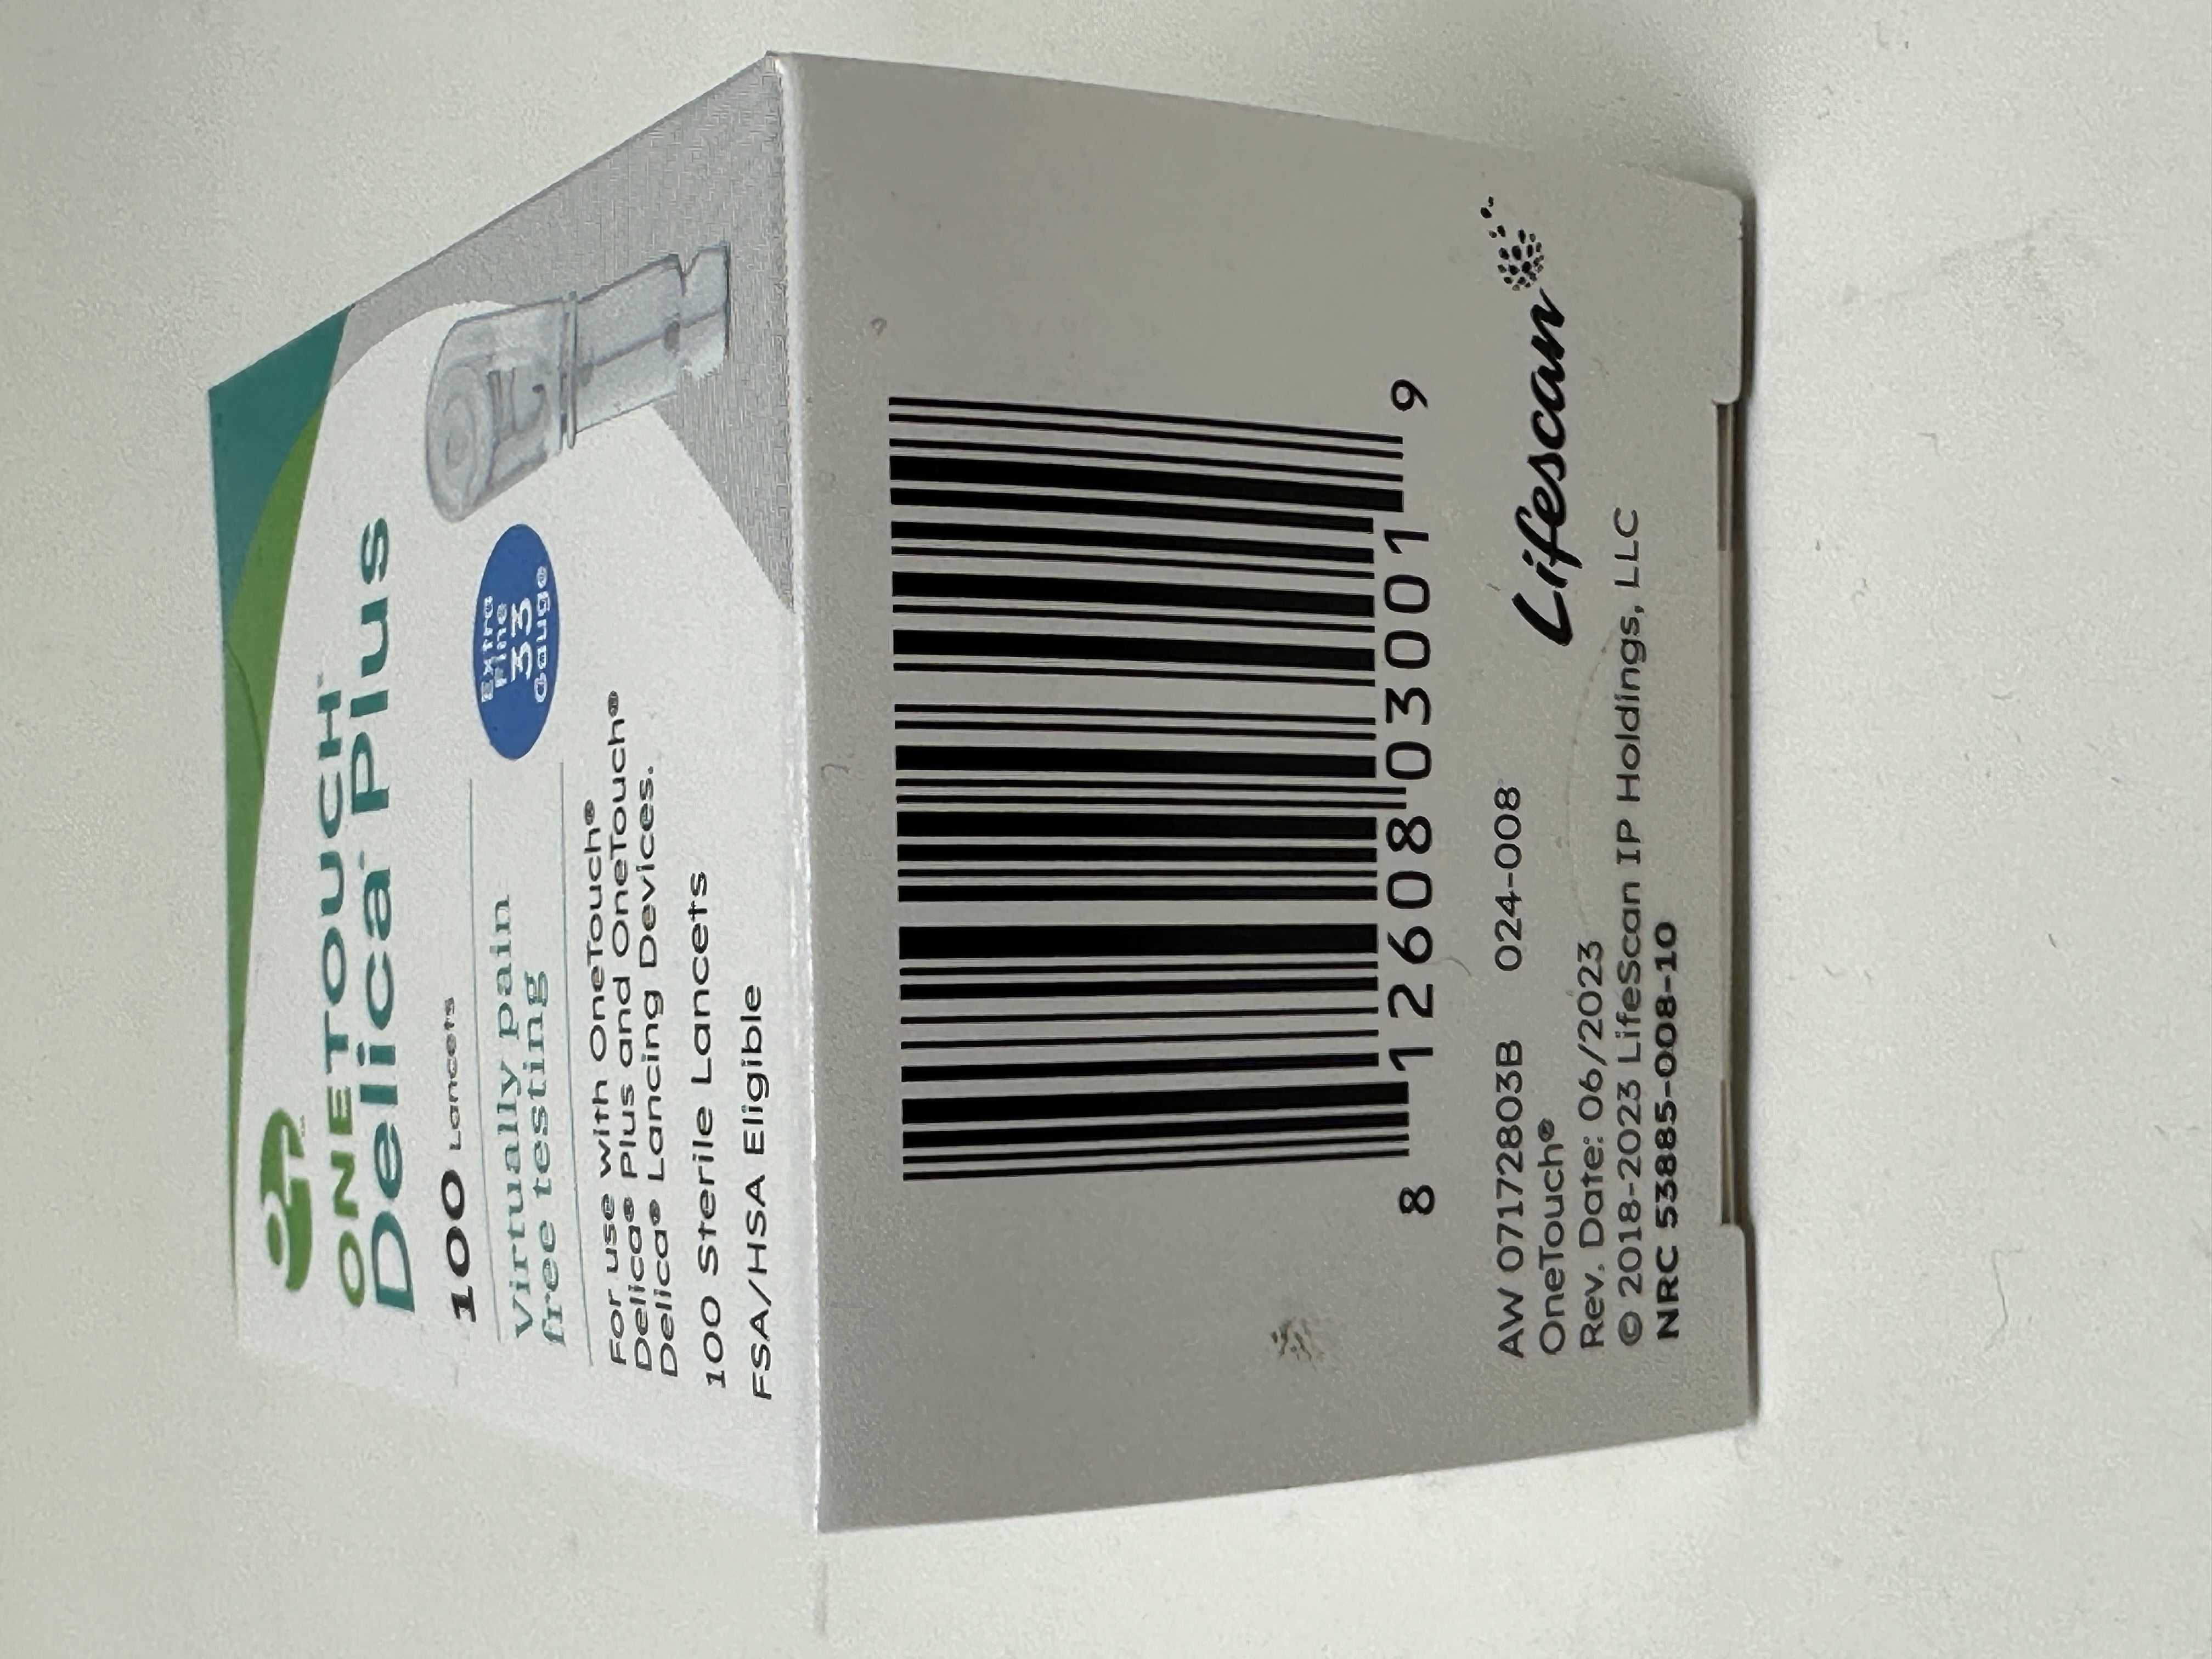 ONETOUCH™
Delica® Plus
100 Lancets
Extra
Fine
33
Gauge
Virtually pain
free testing
For use with OneTouch®
Delica® Plus and OneTouch®
Delica® Lancing Devices.
100 Sterile Lancets
FSA/HSA Eligible
8 12608 03001 9
AW 07172803B 024-008
OneTouch®
Rev. Date: 06/2023
© 2018-2023 LifeScan IP Holdings, LLC
NRC 53885-008-10
Lifescan